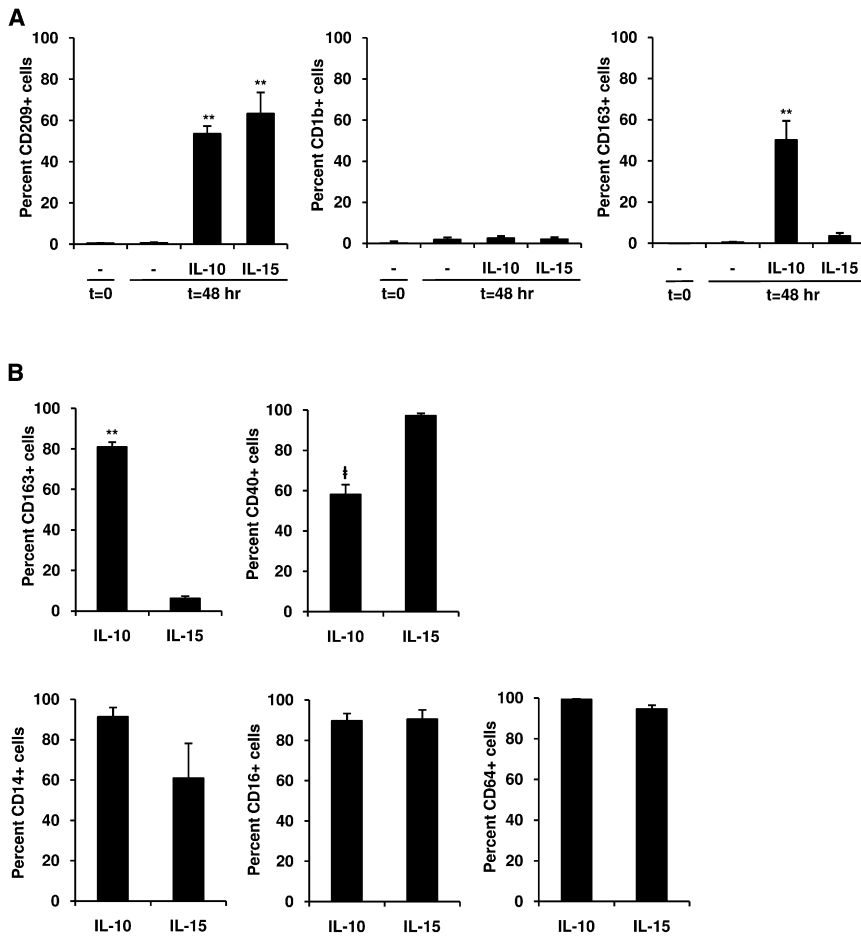 A
Percent CD209+ cells
100
80
60
40
20
0
**
**
-
-
IL-10
IL-15
t=0
t=48 hr
Percent CD1b+ cells
100
80
60
40
20
0
-
-
IL-10
IL-15
t=0
t=48 hr
Percent CD163+ cells
100
80
60
40
20
0
**
-
-
IL-10
IL-15
t=0
t=48 hr
B
Percent CD163+ cells
100
80
60
40
20
0
**
IL-10
IL-15
Percent CD40+ cells
100
80
60
40
20
0
ǂ
IL-10
IL-15
Percent CD14+ cells
100
80
60
40
20
0
IL-10
IL-15
Percent CD16+ cells
100
80
60
40
20
0
IL-10
IL-15
Percent CD64+ cells
100
80
60
40
20
0
IL-10
IL-15